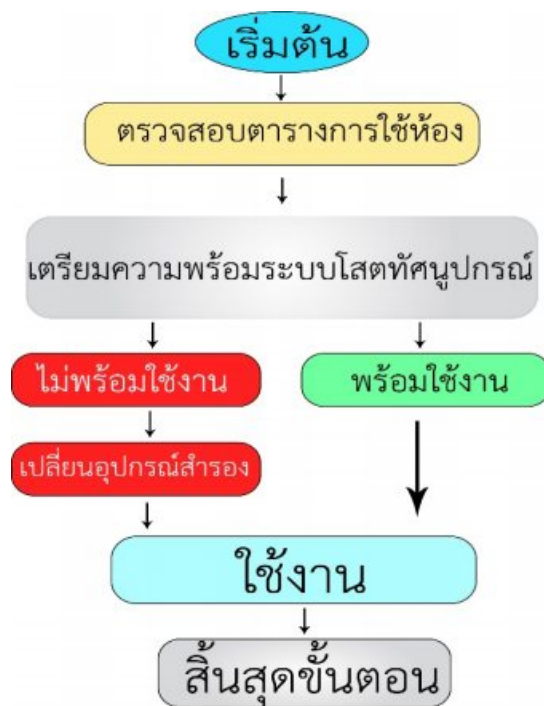 เริ่มต้น
ตรวจสอบตารางการใช้ห้อง
เตรียมความพร้อมระบบโสตทัศนูปกรณ์
ไม่พร้อมใช้งาน
พร้อมใช้งาน
เปลี่ยนอุปกรณ์สำรอง
ใช้งาน
สิ้นสุดขั้นตอน